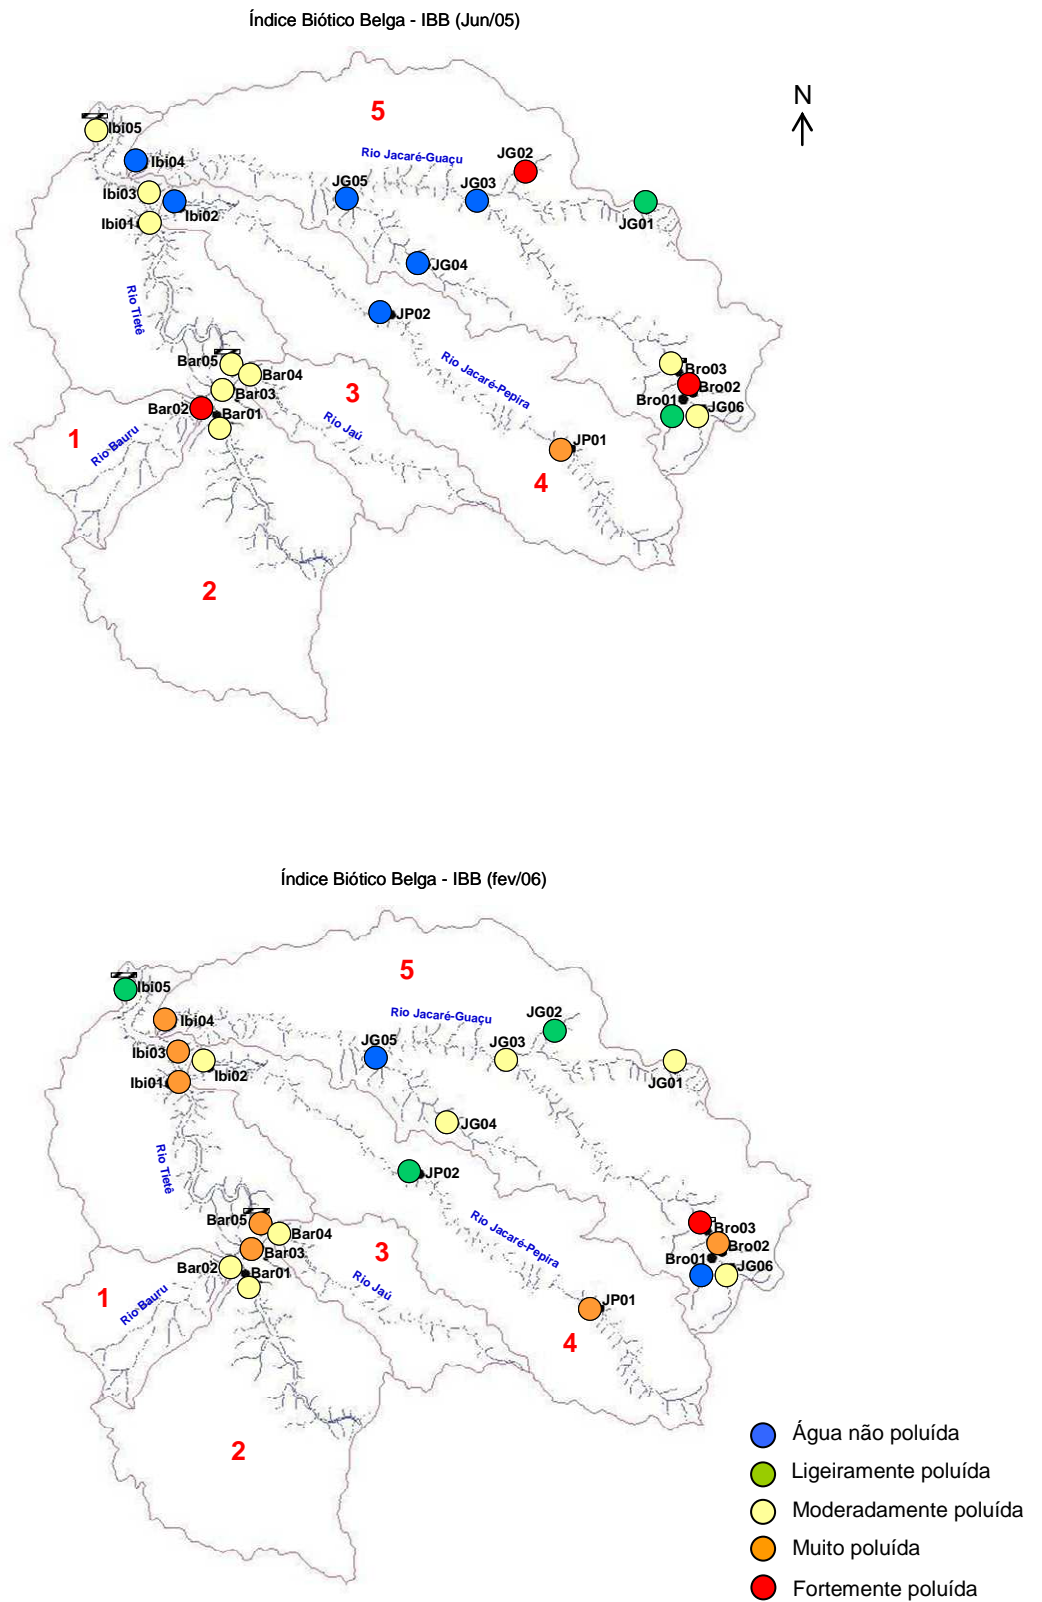 Índice Biótico Belga - IBB (Jun/05)
N
5
Ibi05
Rio Jacaré-Guaçu
JG02
Ibi04
JG05
JG03
Ibi03
Ibi02
Ibi01
JG01
JG04
Rio Tietê
JP02
Bar05
Bar04
Rio Jacaré-Pepira
Bro03
Bro02
3
Bar03
Bro01
Bar02
Bar01
JG06
Rio Jaú
1
Rio Bauru
JP01
4
2
Índice Biótico Belga - IBB (fev/06)
5
Ibi05
Rio Jacaré-Guaçu
JG02
Ibi04
JG05
JG03
Ibi03
Ibi02
Ibi01
JG01
JG04
Rio Tietê
JP02
Bar05
Bar04
Rio Jacaré-Pepira
Bro03
Bro02
3
Bar03
Bro01
Bar02
Bar01
JG06
Rio Jaú
1
Rio Bauru
JP01
4
2
Água não poluída
Ligeiramente poluída
Moderadamente poluída
Muito poluída
Fortemente poluída